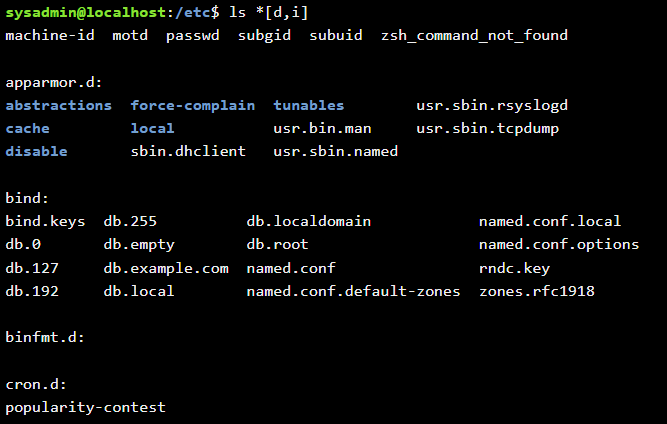 sysadmin@localhost:/etc$ ls *[d,i]
machine-id  motd  passwd  subgid  subuid  zsh_command_not_found

apparmor.d:
abstractions  force-complain  tunables        usr.sbin.rsyslogd
cache         local           usr.bin.man     usr.sbin.tcpdump
disable       sbin.dhclient   usr.sbin.named

bind:
bind.keys  db.255          db.localdomain            named.conf.local
db.0       db.empty        db.root                   named.conf.options
db.127     db.example.com  named.conf                rndc.key
db.192     db.local        named.conf.default-zones  zones.rfc1918

binfmt.d:

cron.d:
popularity-contest